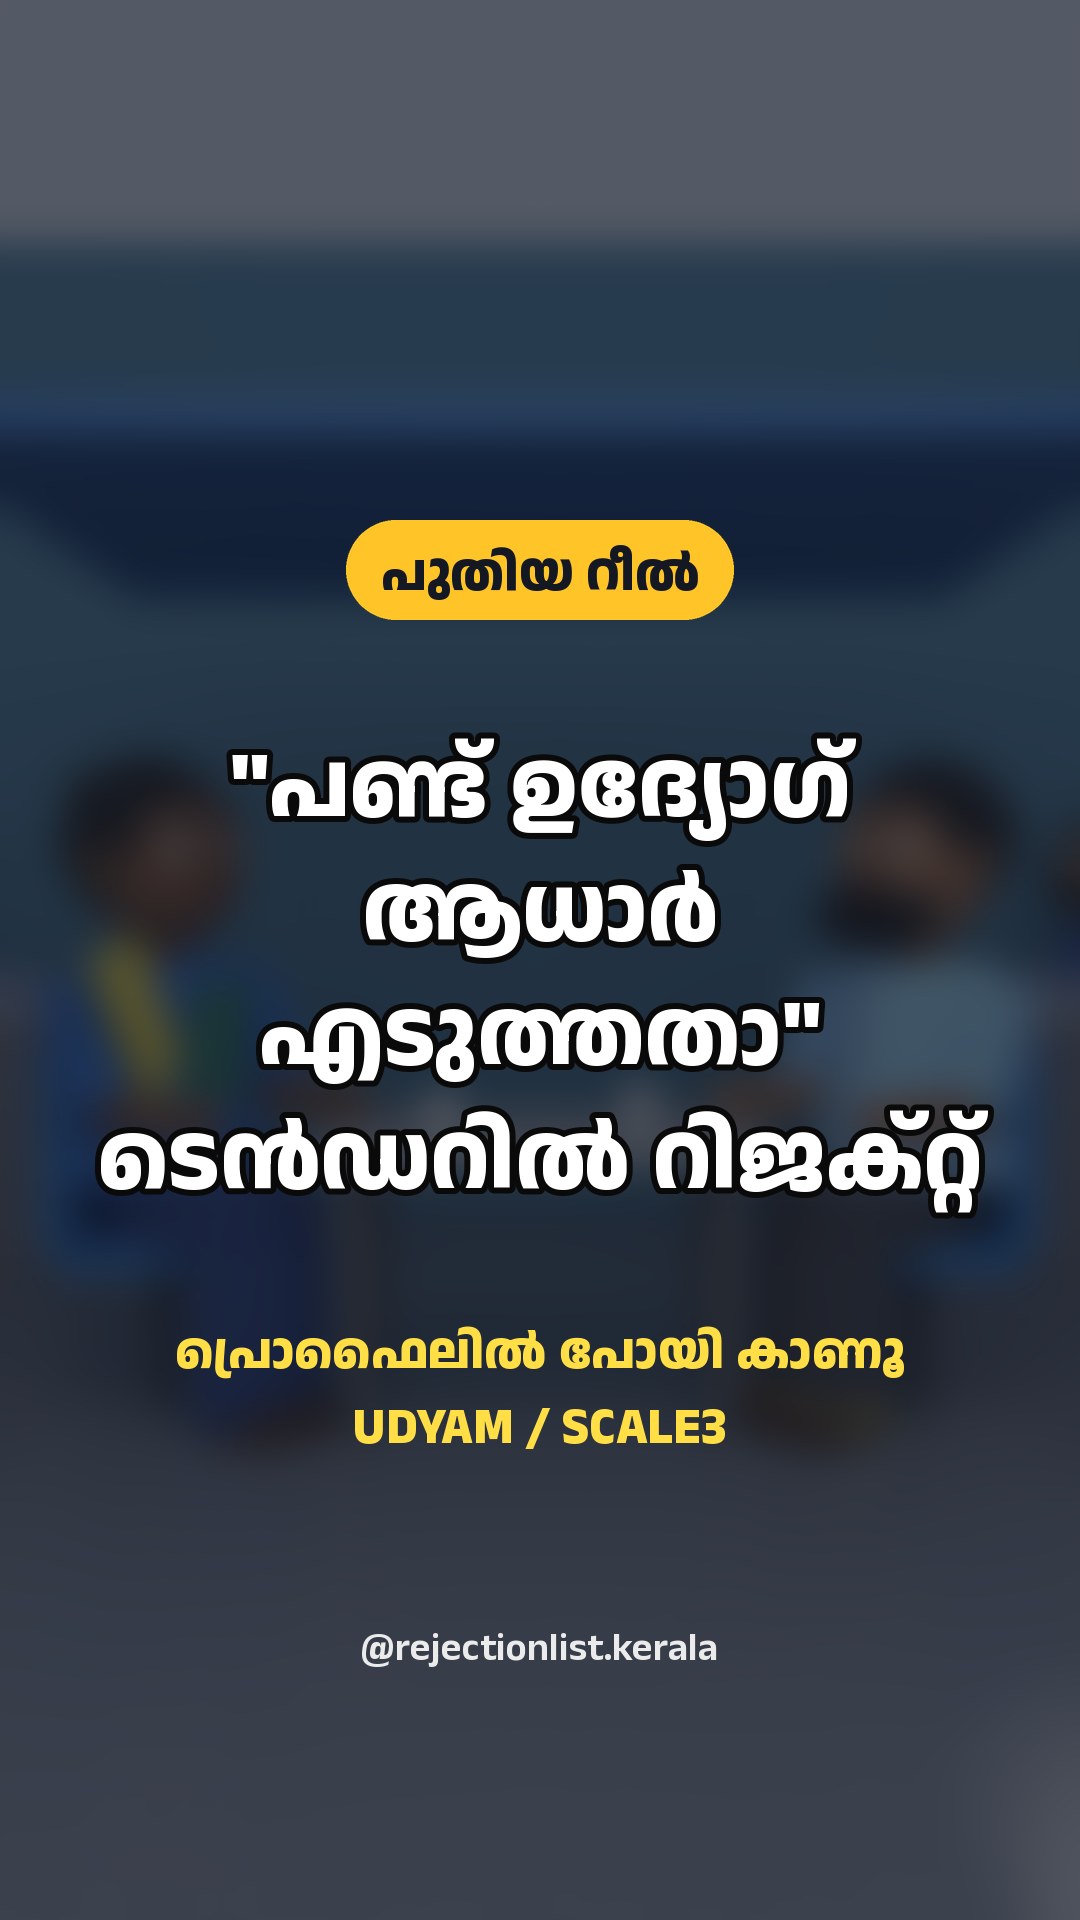 പുതിയ റീൽ
"പണ്ട് ഉദ്യോഗ്
ആധാർ
എടുത്തതാ"
ടെൻഡറിൽ റിജക്റ്റ്
പ്രൊഫൈലിൽ പോയി കാണൂ
UDYAM / SCALE3
@rejectionlist.kerala